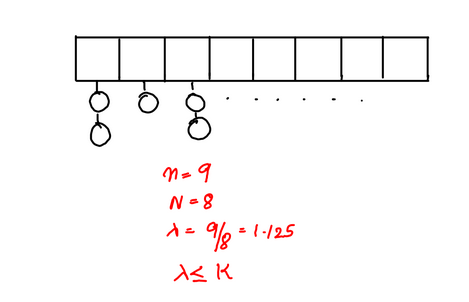 n = 9
N = 8
λ = 9/8 = 1.125
λ ≤ K